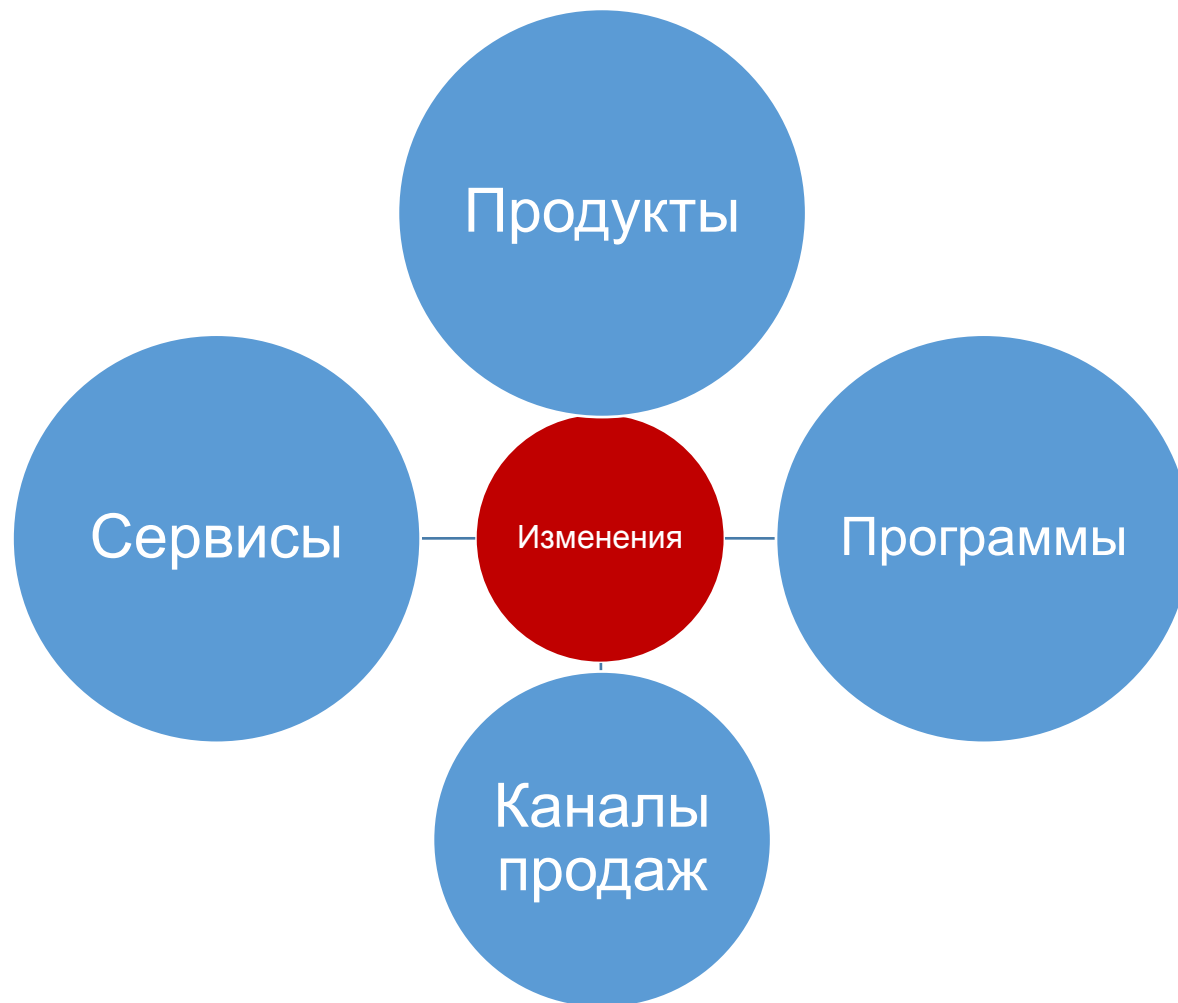 Продукты
Сервисы
Изменения
Программы
Каналы
продаж